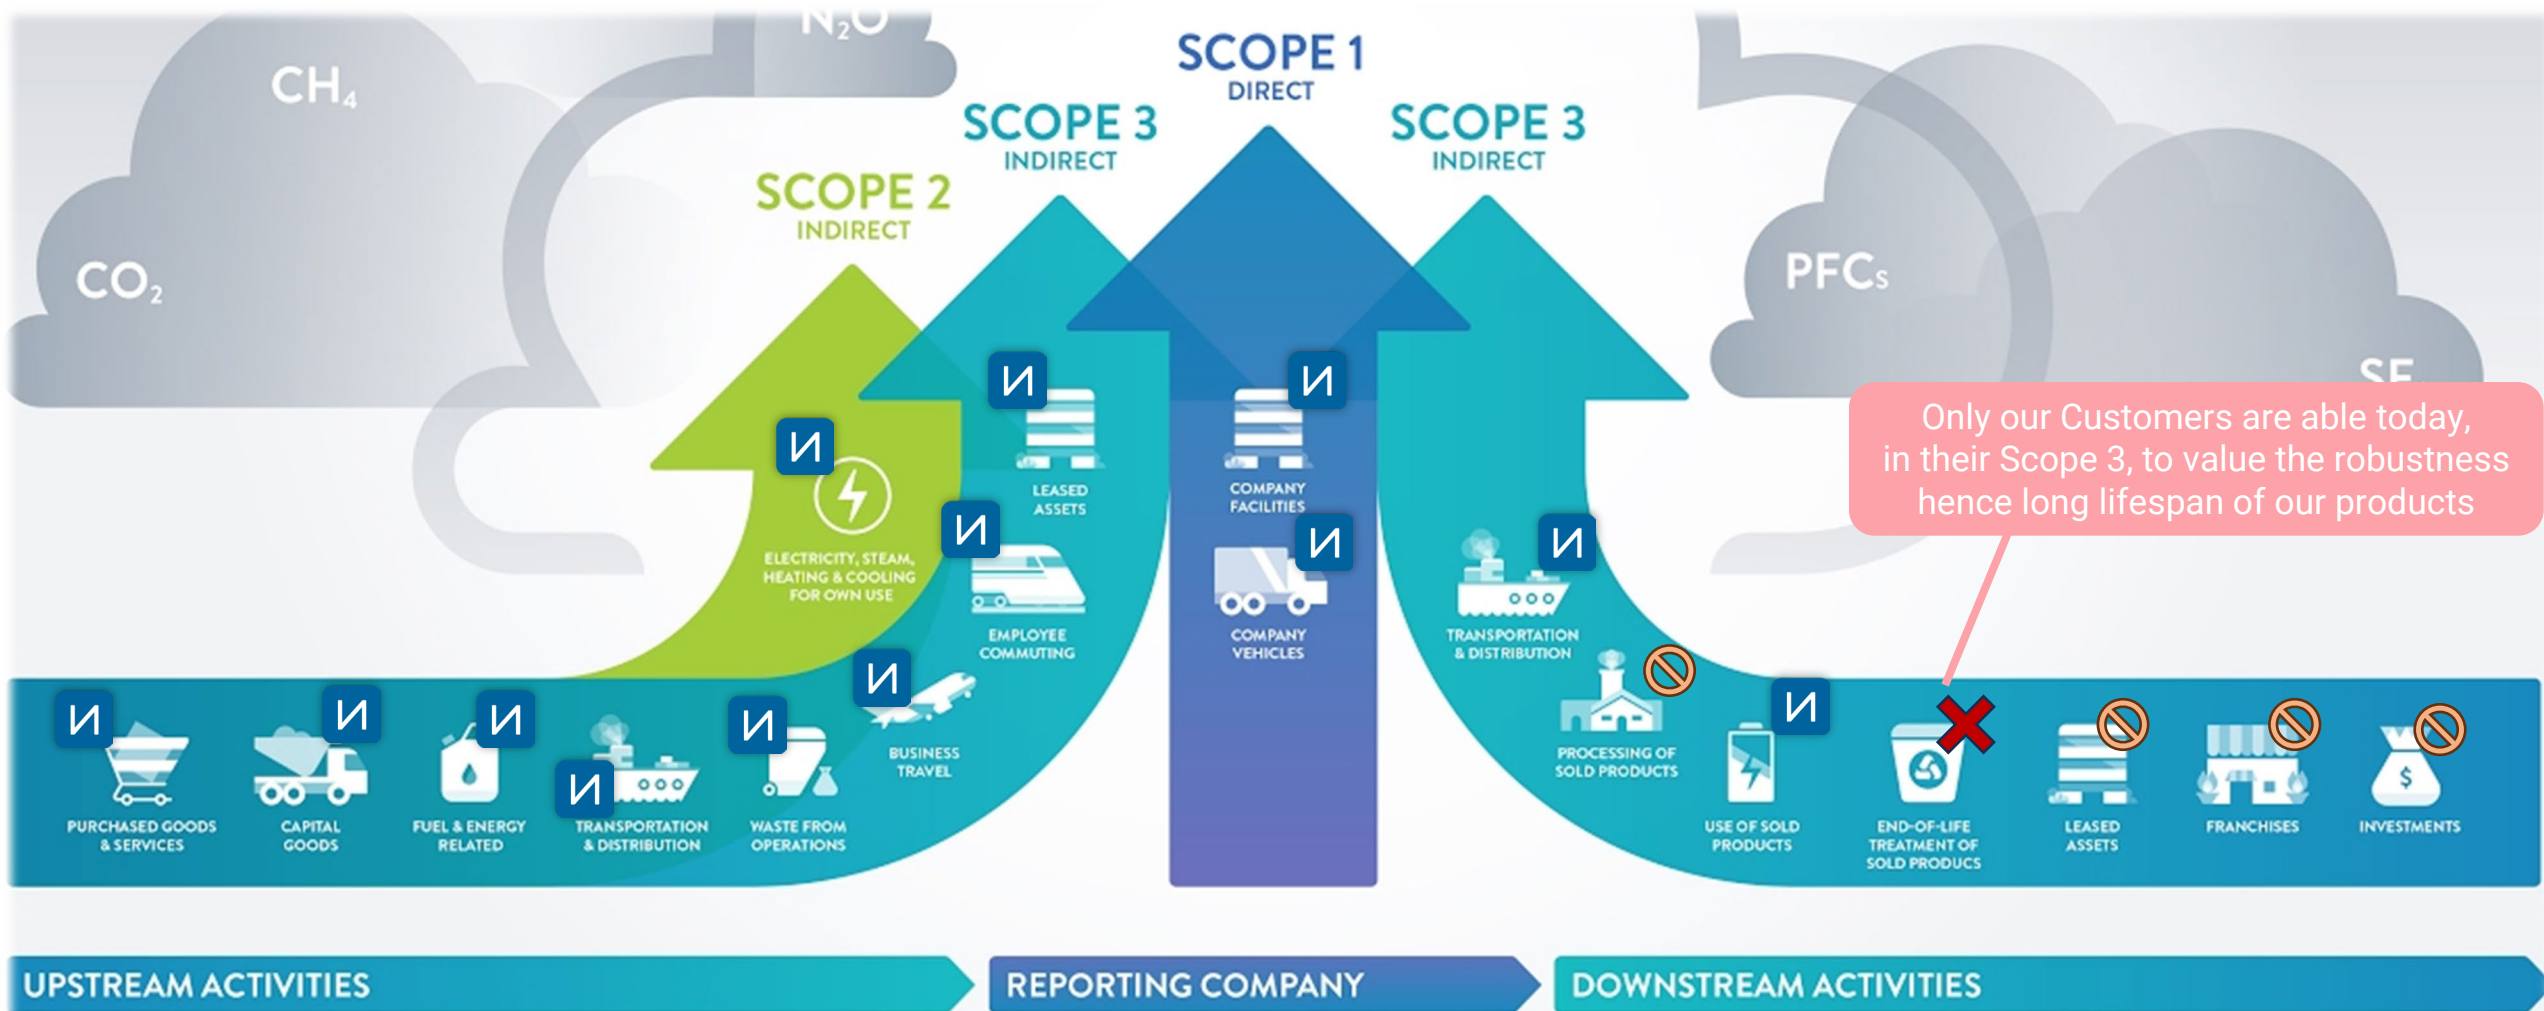 N₂O
CH₄
CO₂
SCOPE 1
DIRECT
SCOPE 3
INDIRECT
SCOPE 3
INDIRECT
SCOPE 2
INDIRECT
PFCs
SF
Only our Customers are able today,
in their Scope 3, to value the robustness
hence long lifespan of our products
ELECTRICITY, STEAM,
HEATING & COOLING
FOR OWN USE
LEASED
ASSETS
EMPLOYEE
COMMUTING
BUSINESS
TRAVEL
COMPANY
FACILITIES
COMPANY
VEHICLES
TRANSPORTATION
& DISTRIBUTION
PROCESSING OF
SOLD PRODUCTS
PURCHASED GOODS
& SERVICES
CAPITAL
GOODS
FUEL & ENERGY
RELATED
TRANSPORTATION
& DISTRIBUTION
WASTE FROM
OPERATIONS
USE OF SOLD
PRODUCTS
END-OF-LIFE
TREATMENT OF
SOLD PRODUCS
LEASED
ASSETS
FRANCHISES
$
INVESTMENTS
UPSTREAM ACTIVITIES
REPORTING COMPANY
DOWNSTREAM ACTIVITIES